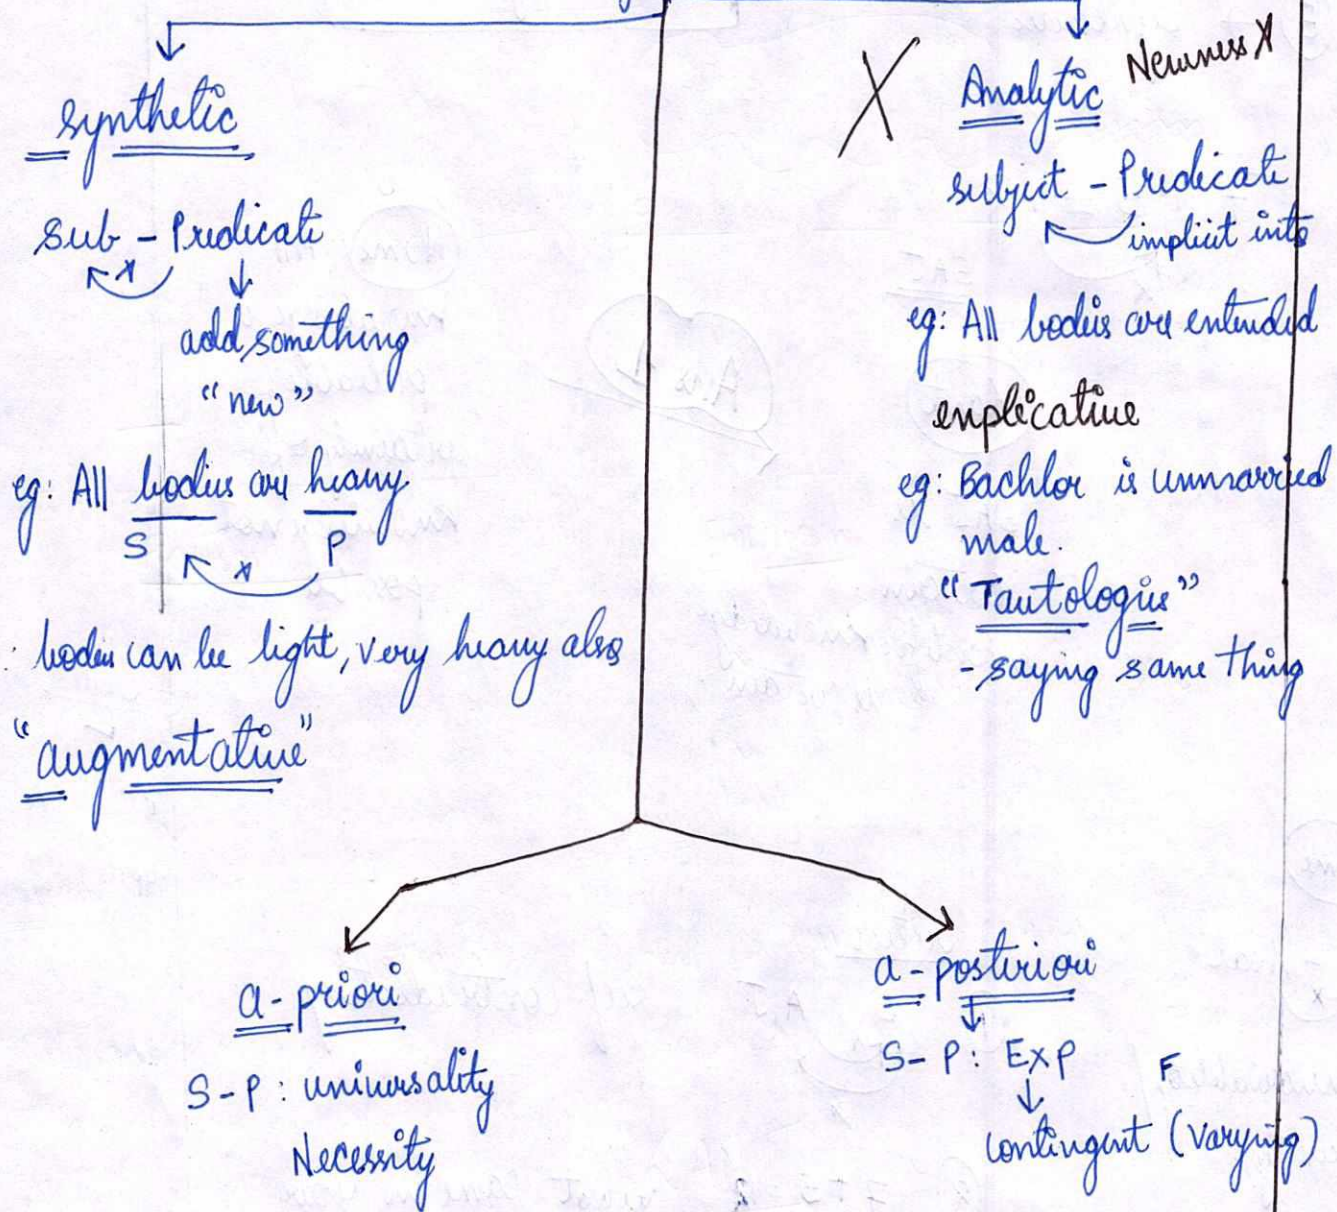 Synthetic
Sub - Predicate
x
add something
"new"
eg: All bodies are heavy
S P
x
bodies can be light, very heavy also
"augmentative"
X Analytic Newness X
Subject - Predicate
implicit into
eg: All bodies are extended
explicative
eg: Bachlor is unmarried
male.
"Tautologies"
- saying same thing
a-priori
S-P: universality
Necessity
a-posteriori
S-P: Exp F
contingent (varying)